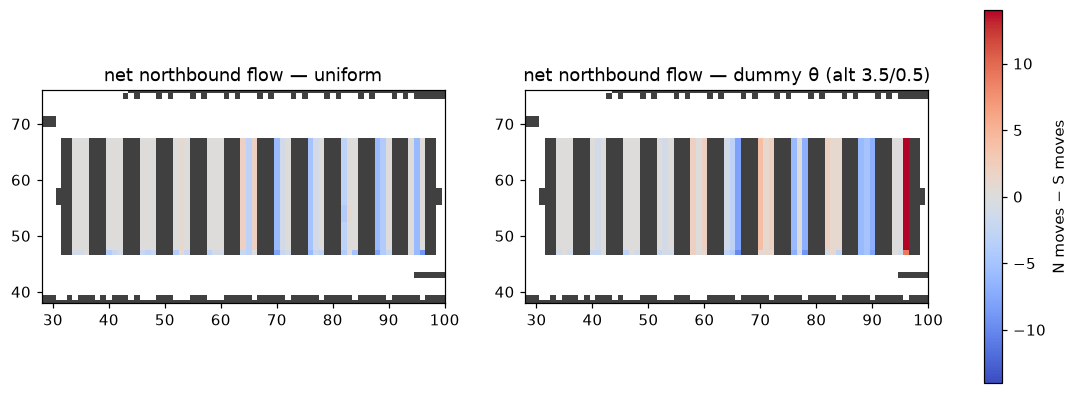 net northbound flow — uniform
net northbound flow — dummy θ (alt 3.5/0.5)
70
60
50
40
30 40 50 60 70 80 90 100
70
60
50
40
30 40 50 60 70 80 90 100
10
5
0
−5
−10
N moves − S moves